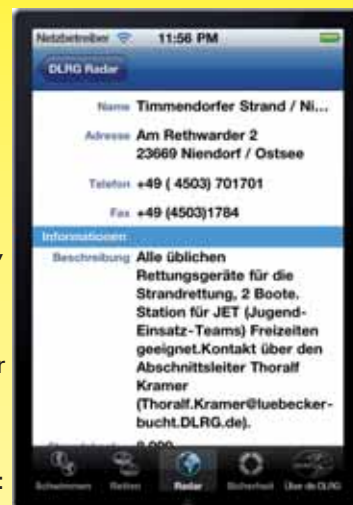 Netzbetreiber 11:56 PM
DLRG Radar
Name Timmendorfer Strand / Ni...
Adresse Am Rethwarder 2
23669 Niendorf / Ostsee
Telefon +49 ( 4503) 701701
Fax +49 (4503)1784
Informationen
Beschreibung Alle üblichen
Rettungsgeräte für die
Strandrettung, 2 Boote.
Station für JET (Jugend-
Einsatz-Teams) Freizeiten
geeignet.Kontakt über den
Abschnittsleiter Thoralf
Kramer
(Thoralf.Kramer@luebecker-
bucht.DLRG.de).
Schwimmen Retten Radar Sicherheit Über die DLRG